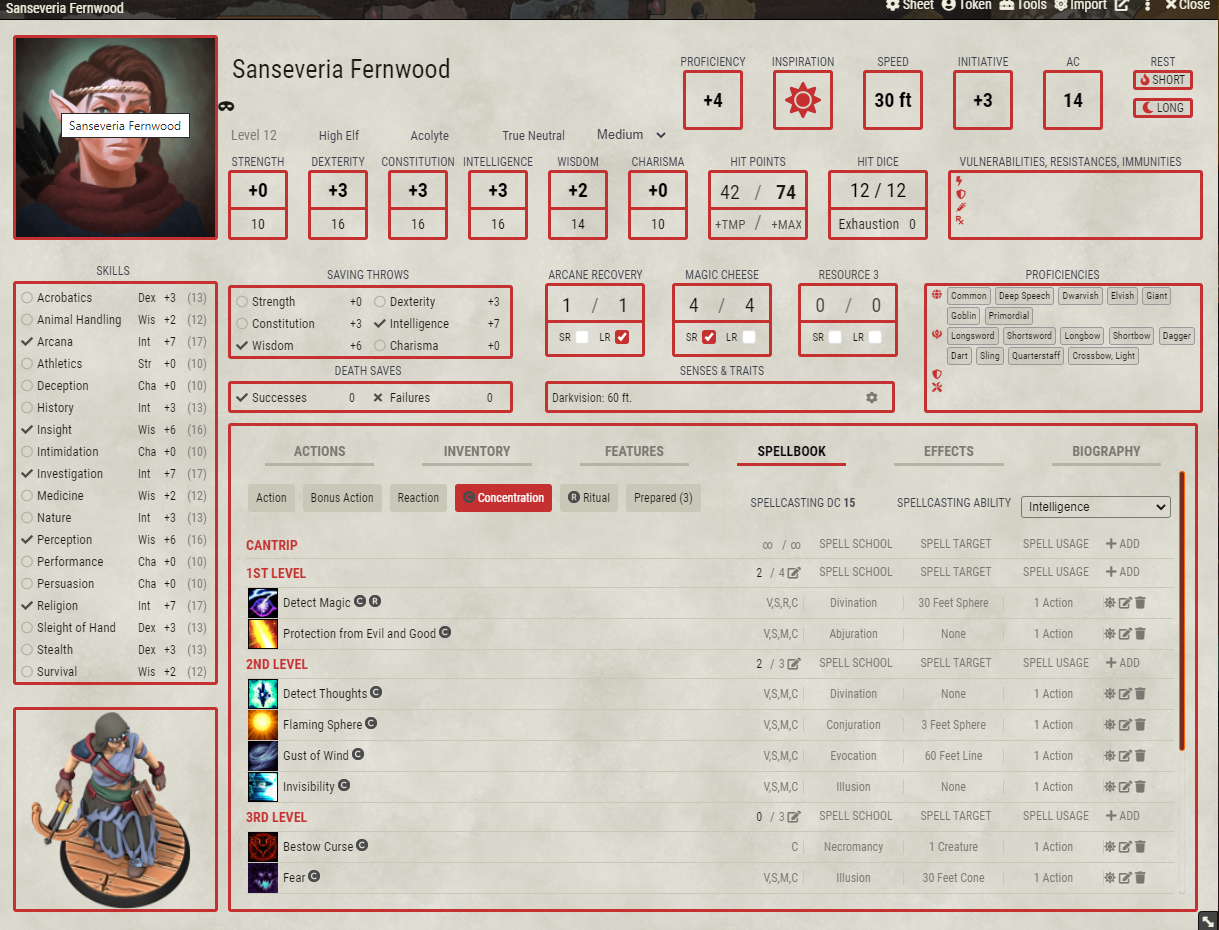 Sanseveria Fernwood
Sheet Token Tools Import Close
Sanseveria Fernwood
Sanseveria Fernwood
Level 12 High Elf Acolyte True Neutral Medium
PROFICIENCY INSPIRATION SPEED INITIATIVE AC REST
+4 30 ft +3 14
SHORT
LONG
STRENGTH DEXTERITY CONSTITUTION INTELLIGENCE WISDOM CHARISMA HIT POINTS HIT DICE VULNERABILITIES, RESISTANCES, IMMUNITIES
+0 +3 +3 +3 +2 +0 42 / 74 12 / 12
10 16 16 16 14 10 +TMP / +MAX Exhaustion 0
SKILLS
Acrobatics Dex +3 (13)
Animal Handling Wis +2 (12)
Arcana Int +7 (17)
Athletics Str +0 (10)
Deception Cha +0 (10)
History Int +3 (13)
Insight Wis +6 (16)
Intimidation Cha +0 (10)
Investigation Int +7 (17)
Medicine Wis +2 (12)
Nature Int +3 (13)
Perception Wis +6 (16)
Performance Cha +0 (10)
Persuasion Cha +0 (10)
Religion Int +7 (17)
Sleight of Hand Dex +3 (13)
Stealth Dex +3 (13)
Survival Wis +2 (12)
SAVING THROWS
Strength +0 Dexterity +3
Constitution +3 Intelligence +7
Wisdom +6 Charisma +0
DEATH SAVES
Successes 0 Failures 0
ARCANE RECOVERY MAGIC CHEESE RESOURCE 3
1 / 1 4 / 4 0 / 0
SR LR SR LR SR LR
SENSES & TRAITS
Darkvision: 60 ft.
PROFICIENCIES
Common Deep Speech Dwarvish Elvish Giant
Goblin Primordial
Longsword Shortsword Longbow Shortbow Dagger
Dart Sling Quarterstaff Crossbow, Light
ACTIONS INVENTORY FEATURES SPELLBOOK EFFECTS BIOGRAPHY
Action Bonus Action Reaction C Concentration R Ritual Prepared (3) SPELLCASTING DC 15 SPELLCASTING ABILITY Intelligence
CANTRIP ∞ / ∞ SPELL SCHOOL SPELL TARGET SPELL USAGE + ADD
1ST LEVEL 2 / 4 SPELL SCHOOL SPELL TARGET SPELL USAGE + ADD
Detect Magic C R V,S,R,C Divination 30 Feet Sphere 1 Action
Protection from Evil and Good C V,S,M,C Abjuration None 1 Action
2ND LEVEL 2 / 3 SPELL SCHOOL SPELL TARGET SPELL USAGE + ADD
Detect Thoughts C V,S,M,C Divination None 1 Action
Flaming Sphere C V,S,M,C Conjuration 3 Feet Sphere 1 Action
Gust of Wind C V,S,M,C Evocation 60 Feet Line 1 Action
Invisibility C V,S,M,C Illusion None 1 Action
3RD LEVEL 0 / 3 SPELL SCHOOL SPELL TARGET SPELL USAGE + ADD
Bestow Curse C C Necromancy 1 Creature 1 Action
Fear C V,S,M,C Illusion 30 Feet Cone 1 Action